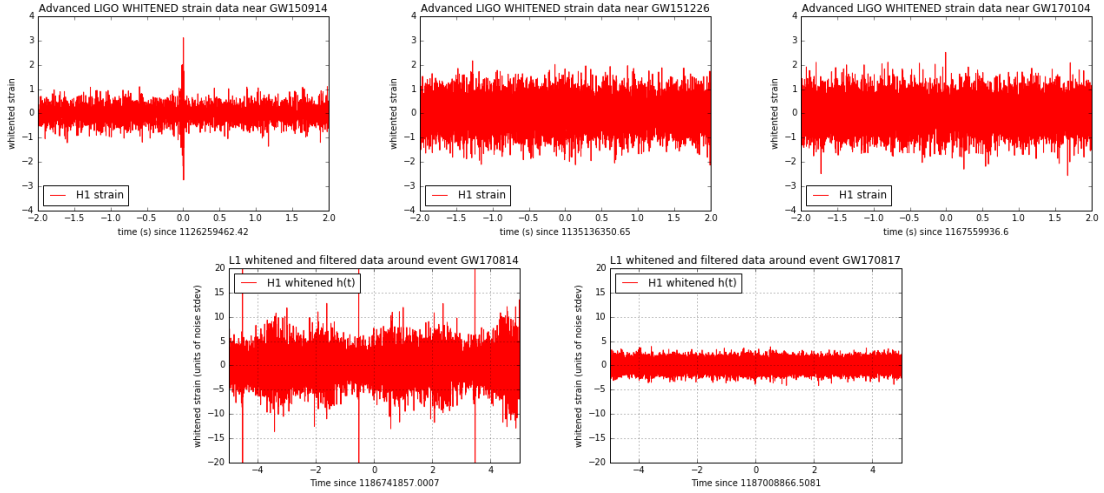 Advanced LIGO WHITENED strain data near GW150914
4
3
2
1
0
−1
−2
−3
−4
whitented strain
H1 strain
−2.0 −1.5 −1.0 −0.5 0.0 0.5 1.0 1.5 2.0
time (s) since 1126259462.42
Advanced LIGO WHITENED strain data near GW151226
4
3
2
1
0
−1
−2
−3
−4
whitented strain
H1 strain
−2.0 −1.5 −1.0 −0.5 0.0 0.5 1.0 1.5 2.0
time (s) since 1135136350.65
Advanced LIGO WHITENED strain data near GW170104
4
3
2
1
0
−1
−2
−3
−4
whitented strain
H1 strain
−2.0 −1.5 −1.0 −0.5 0.0 0.5 1.0 1.5 2.0
time (s) since 1167559936.6
L1 whitened and filtered data around event GW170814
20
15
10
5
0
−5
−10
−15
−20
whitened strain (units of noise stdev)
H1 whitened h(t)
−4 −2 0 2 4
Time since 1186741857.0007
L1 whitened and filtered data around event GW170817
20
15
10
5
0
−5
−10
−15
−20
whitened strain (units of noise stdev)
H1 whitened h(t)
−4 −2 0 2 4
Time since 1187008866.5081